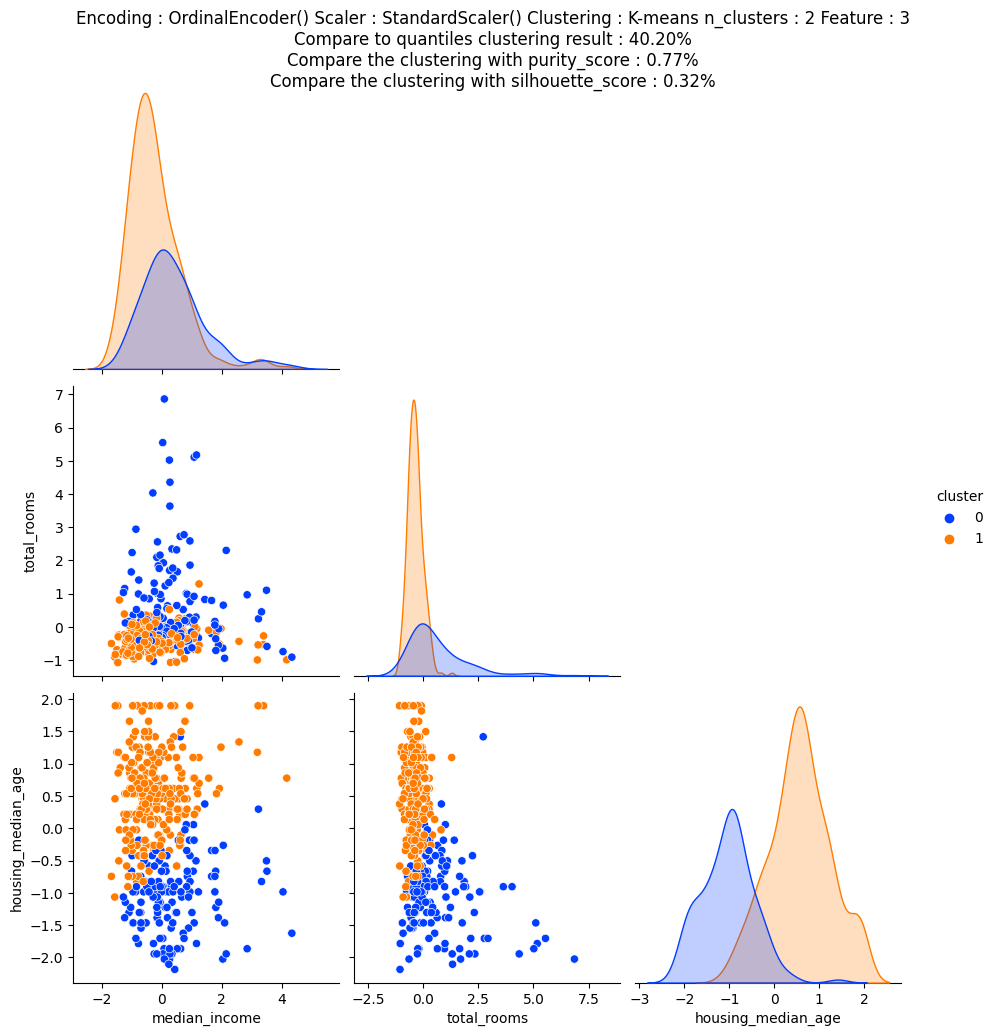 Encoding : OrdinalEncoder() Scaler : StandardScaler() Clustering : K-means n_clusters : 2 Feature : 3
Compare to quantiles clustering result : 40.20%
Compare the clustering with purity_score : 0.77%
Compare the clustering with silhouette_score : 0.32%
7
6
5
4
3
2
1
0
−1
total_rooms
cluster
0
1
2.0
1.5
1.0
0.5
0.0
−0.5
−1.0
−1.5
−2.0
housing_median_age
−2 0 2 4
median_income
−2.5 0.0 2.5 5.0 7.5
total_rooms
−3 −2 −1 0 1 2
housing_median_age